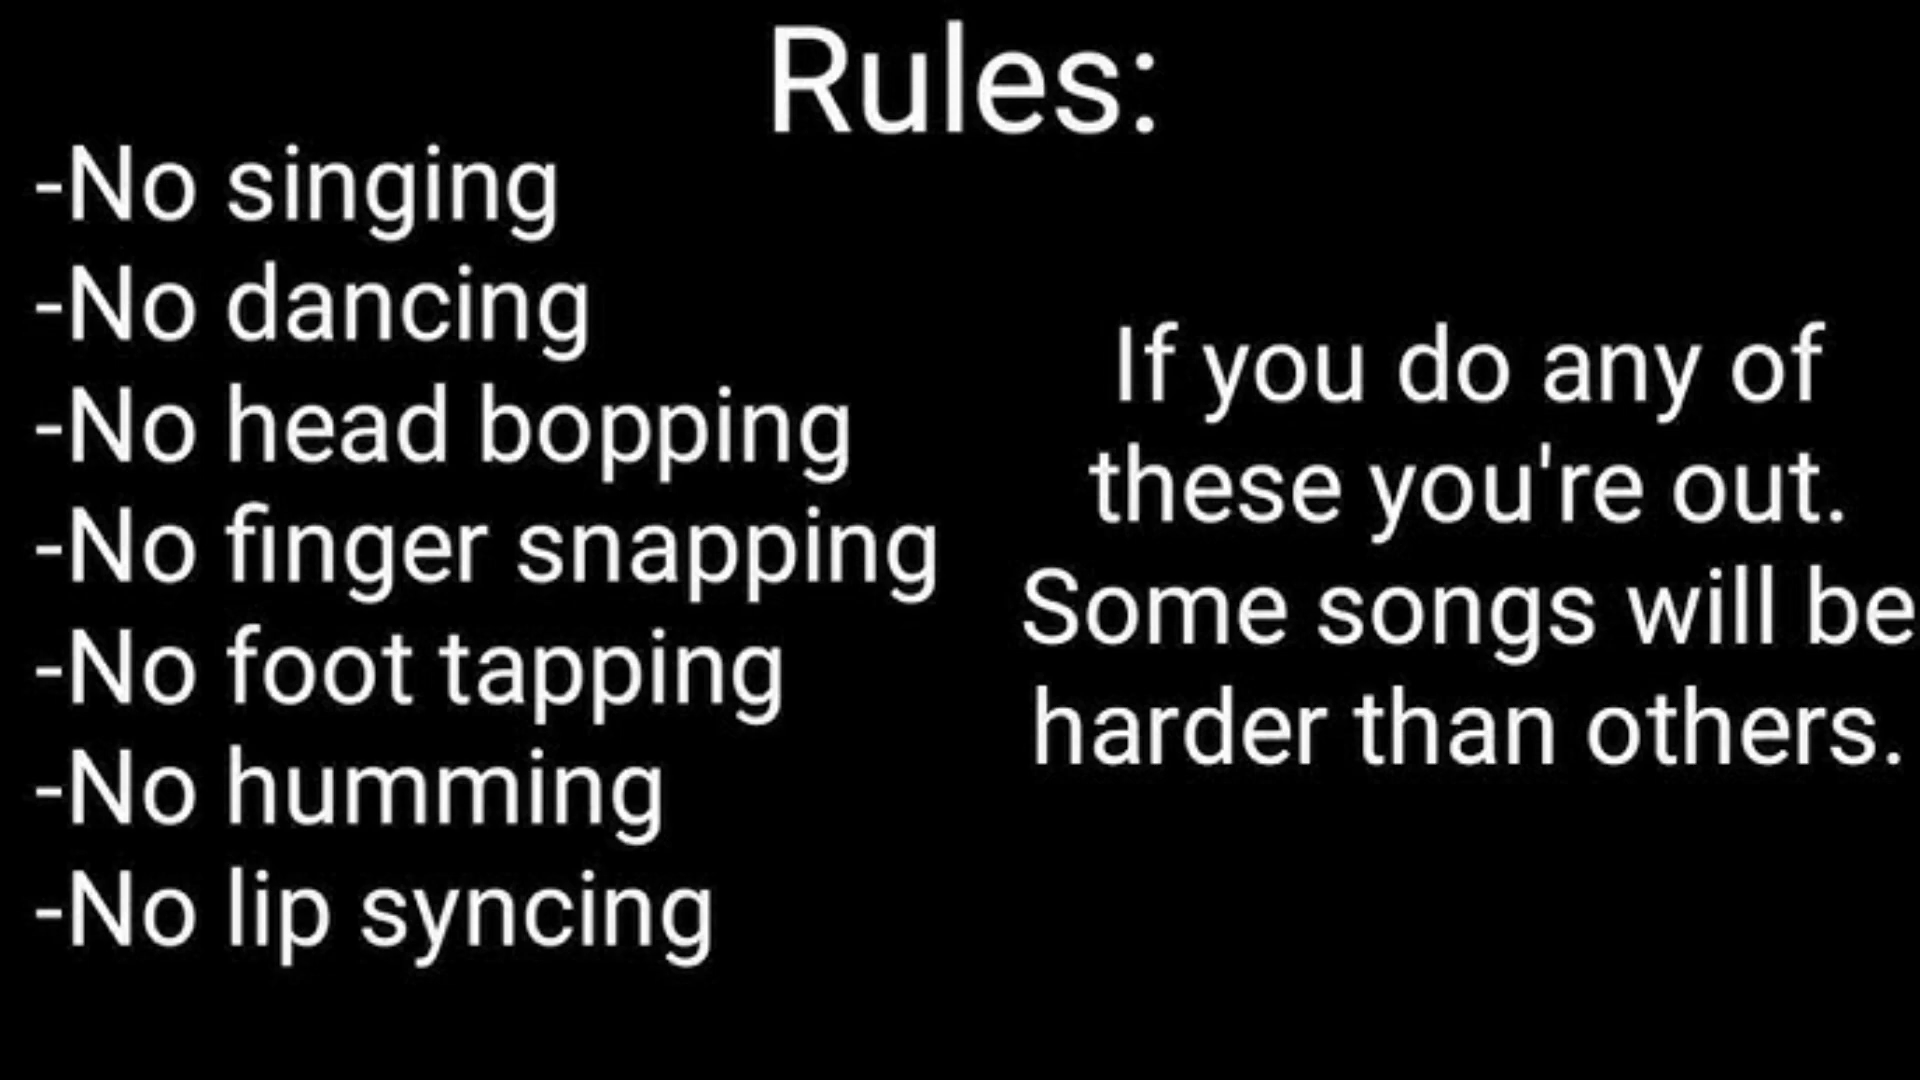 Rules:
-No singing
-No dancing
-No head bopping
-No finger snapping
-No foot tapping
-No humming
-No lip syncing
If you do any of
these you're out.
Some songs will be
harder than others.